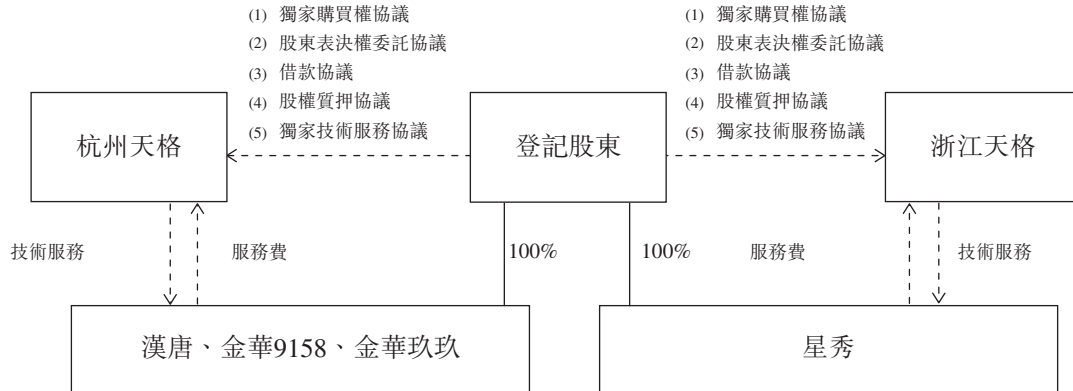 (1) 獨家購買權協議
(2) 股東表決權委託協議
(3) 借款協議
(4) 股權質押協議
(5) 獨家技術服務協議
(1) 獨家購買權協議
(2) 股東表決權委託協議
(3) 借款協議
(4) 股權質押協議
(5) 獨家技術服務協議
杭州天格
登記股東
浙江天格
技術服務
服務費
100%
100%
服務費
技術服務
漢唐、金華9158、金華玖玖
星秀